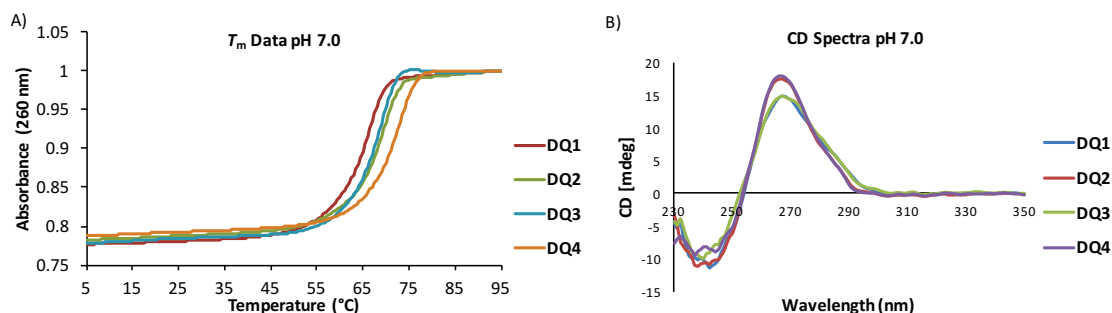 A)
Tm Data pH 7.0
Absorbance (260 nm)
1
0.95
0.9
0.85
0.8
0.75
5 15 25 35 45 55 65 75 85 95
Temperature (°C)
DQ1
DQ2
DQ3
DQ4
B)
CD Spectra pH 7.0
CD [mdeg]
20
15
10
5
0
-5
-10
-15
230 250 270 290 310 330 350
Wavelength (nm)
DQ1
DQ2
DQ3
DQ4